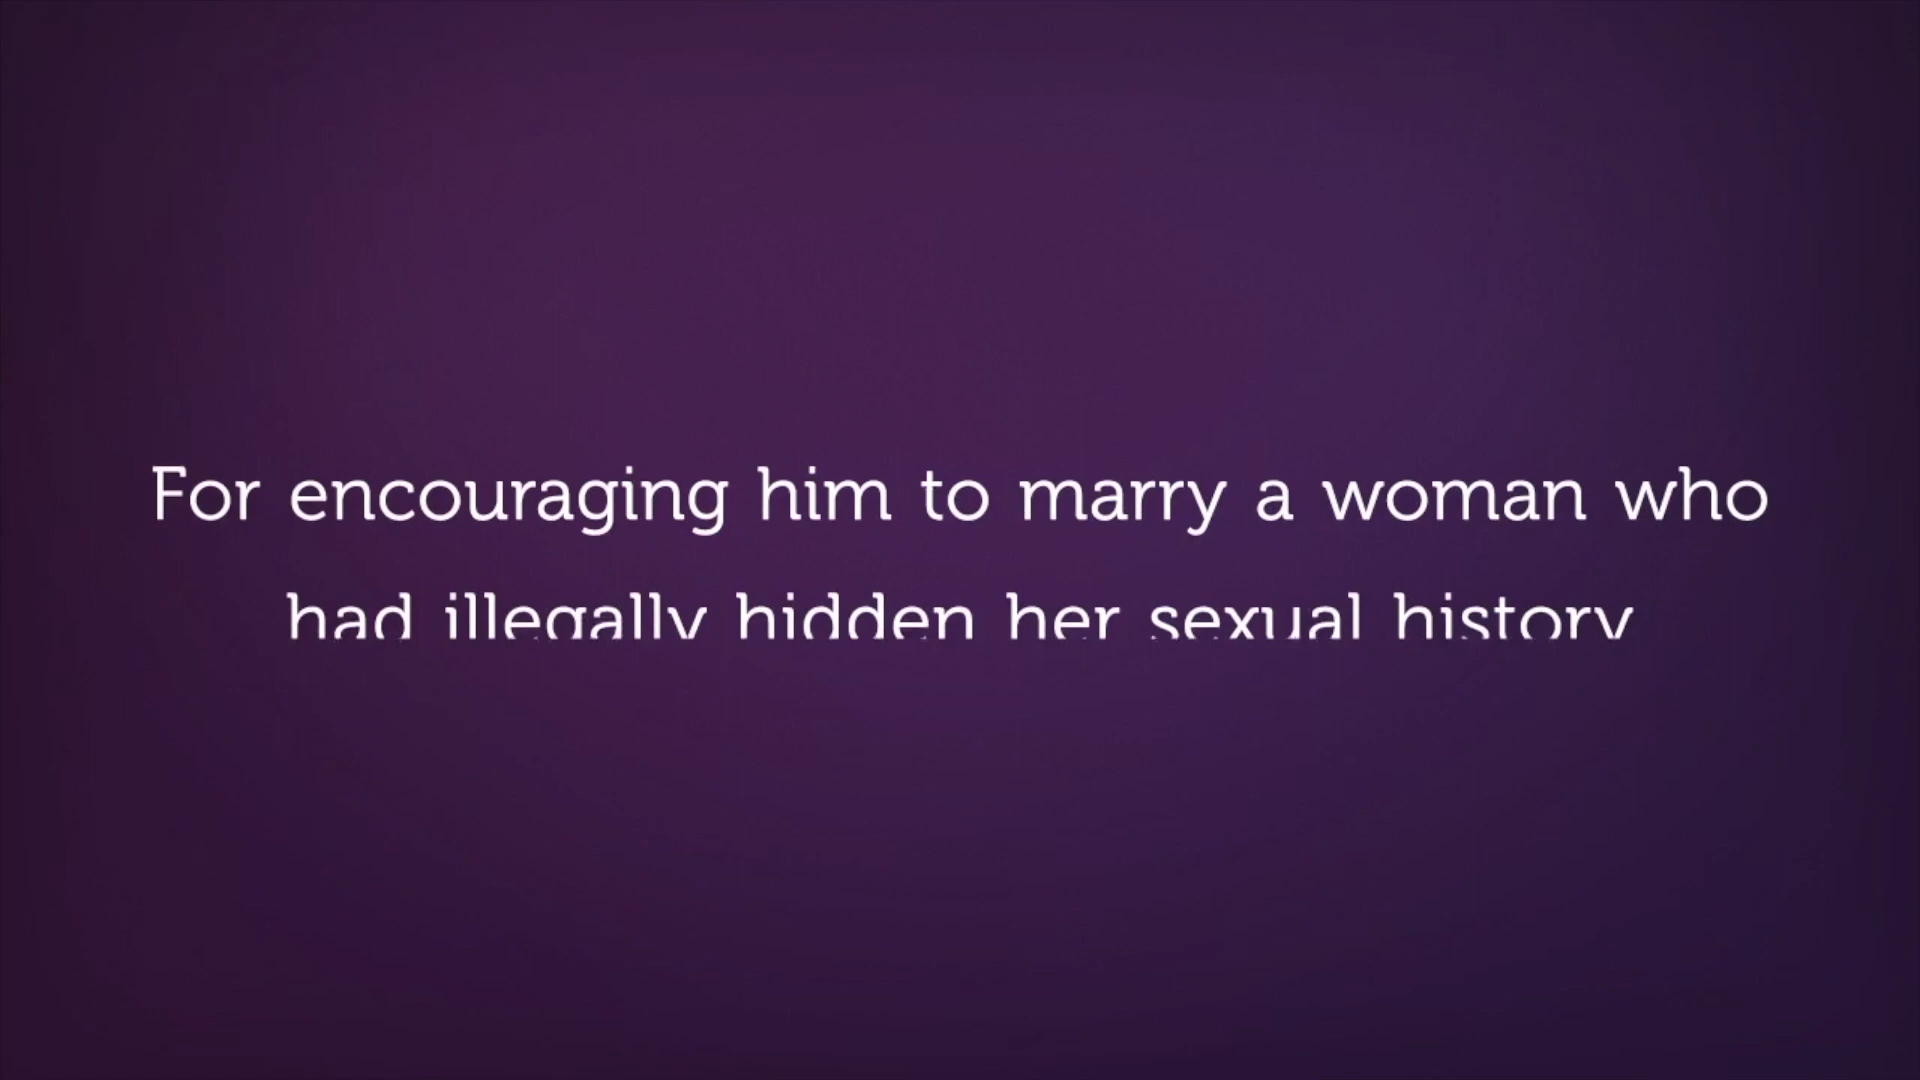 For encouraging him to marry a woman who
had illegally hidden her sexual history